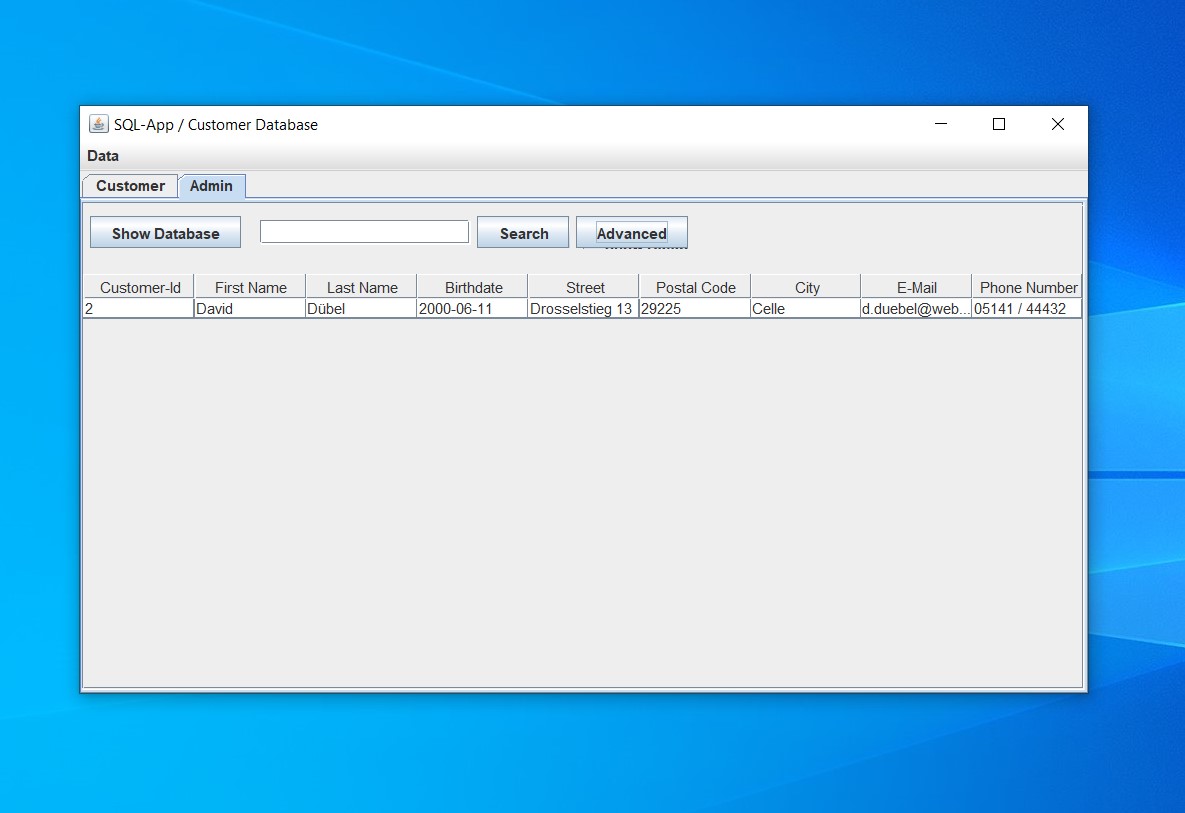 SQL-App / Customer Database
Data
Customer Admin
Show Database Search Advanced
Customer-Id First Name Last Name Birthdate Street Postal Code City E-Mail Phone Number
2 David Dübel 2000-06-11 Drosselstieg 13 29225 Celle d.duebel@web... 05141 / 44432